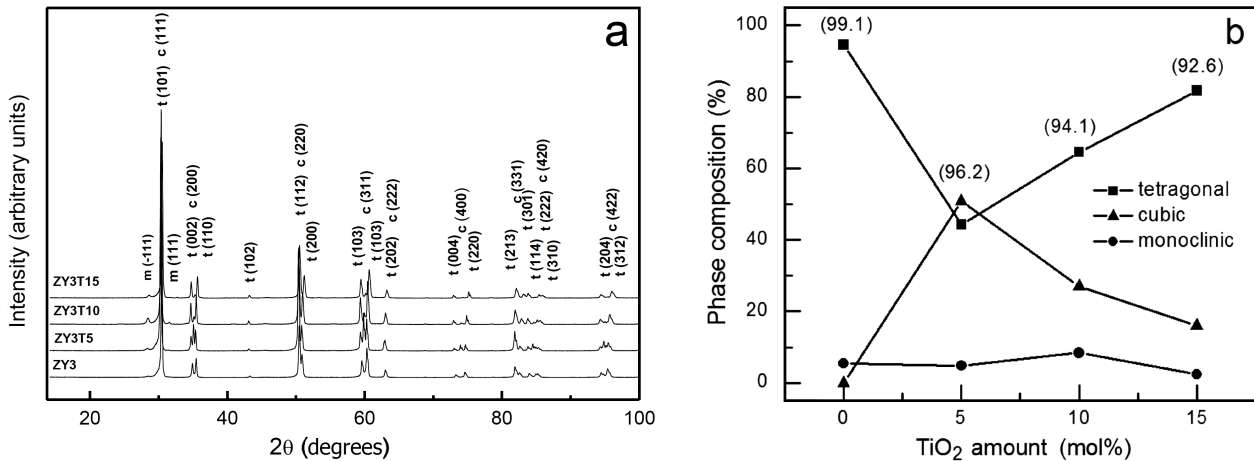 a
Intensity (arbitrary units)
t (101) c (111)
m (-111)
m (111)
t (002) c (200)
t (110)
t (102)
t (112) c (220)
t (200)
t (103) c (311)
t (103)
t (202) c (222)
t (004) c (400)
t (220)
t (213) c (331)
t (301)
t (114)
t (222) c (420)
t (310)
t (204) c (422)
t (312)
ZY3T15
ZY3T10
ZY3T5
ZY3
20 40 60 80 100
2θ (degrees)
b
Phase composition (%)
100
80
60
40
20
0
(99.1)
(96.2)
(94.1)
(92.6)
tetragonal
cubic
monoclinic
0 5 10 15
TiO₂ amount (mol%)